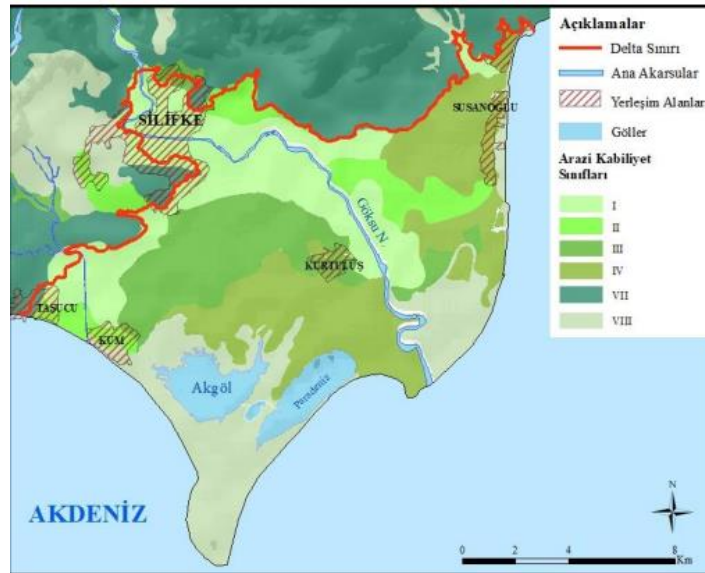 Açıklamalar
Delta Sınırı
Ana Akarsular
Yerleşim Alanları
Göller
Arazi Kabiliyet
Sınıfları
I
II
III
IV
VII
VIII
SİLİFKE
SUSANOĞLU
Göksu N.
KURTULUŞ
TAŞUCU
KUM
Akgöl
Paradeniz
AKDENİZ
N
0 2 4 8
Km